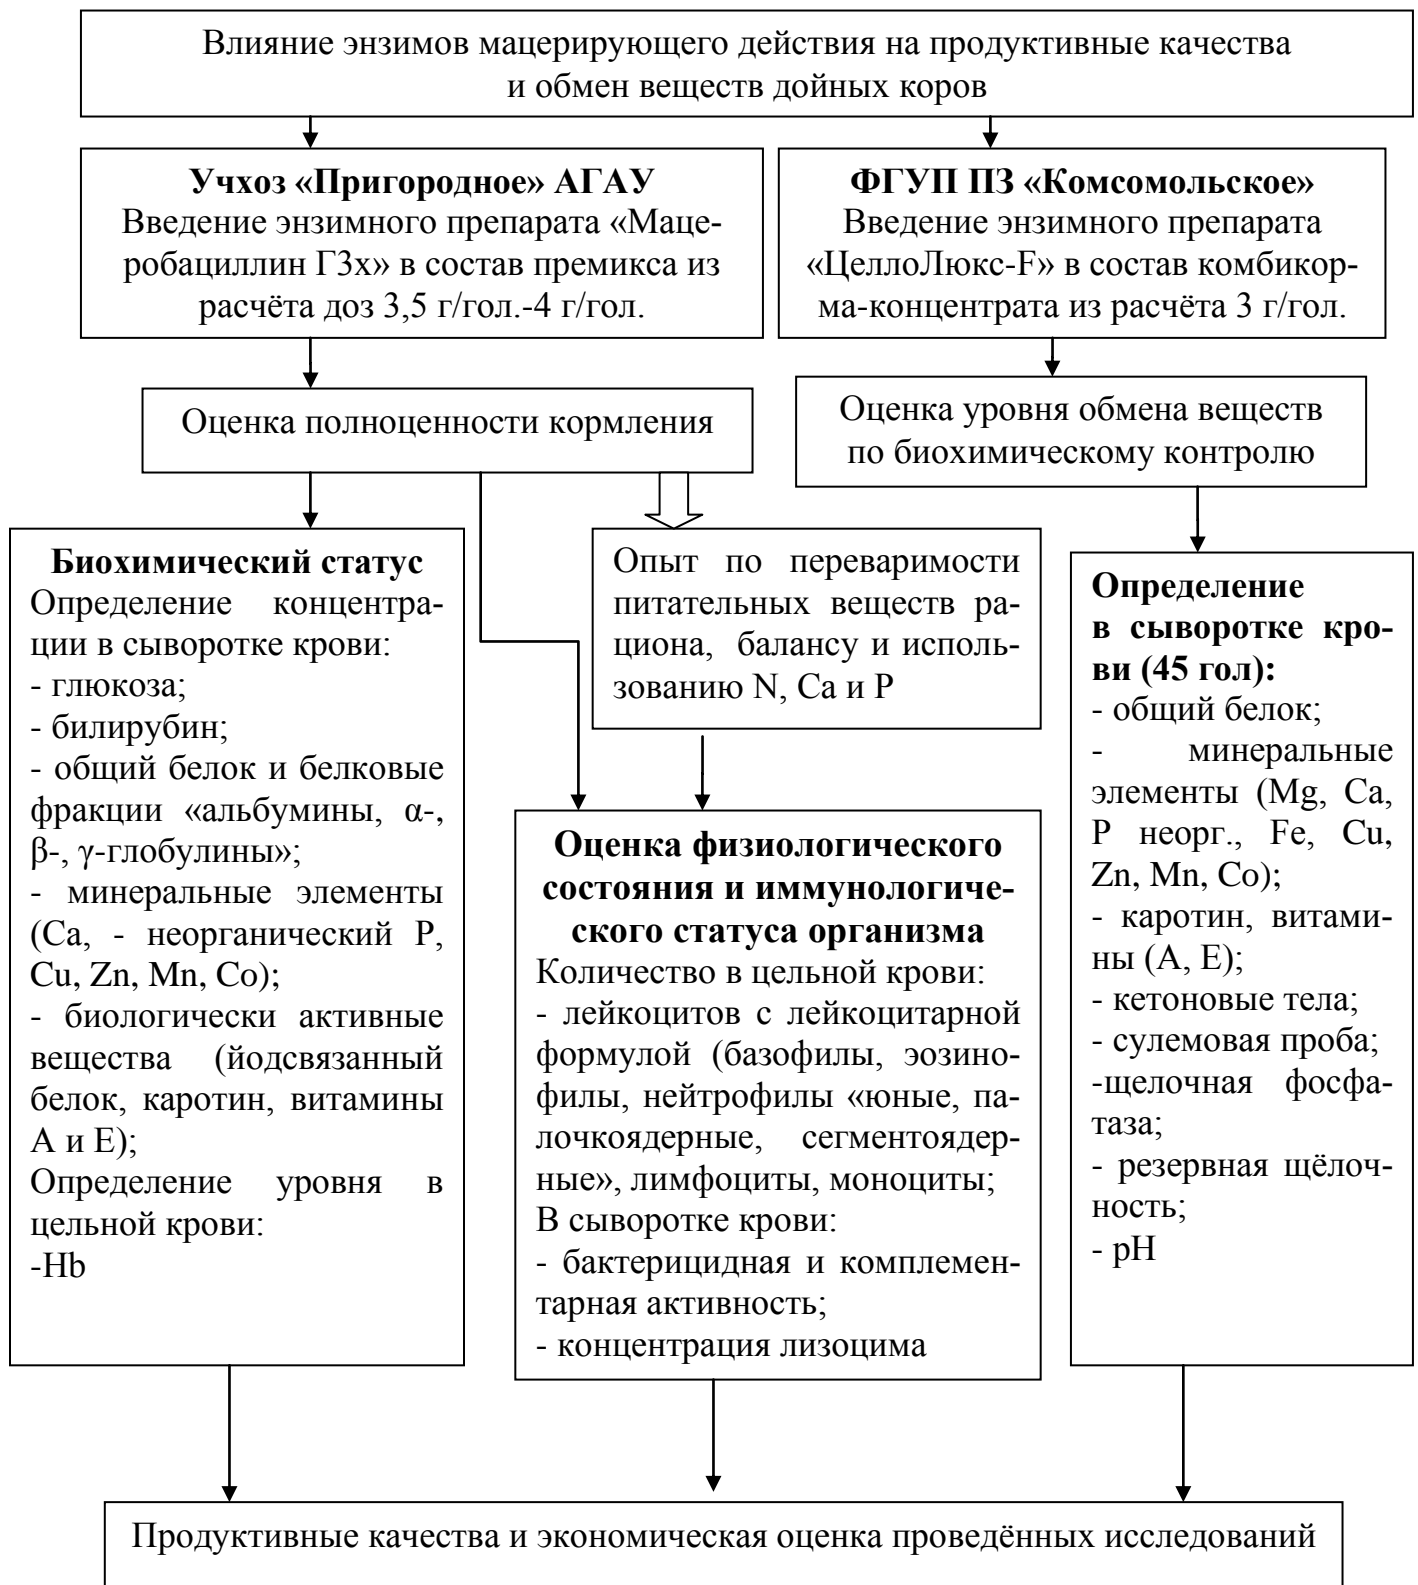 Влияние энзимов мацерирующего действия на продуктивные качества
и обмен веществ дойных коров
Учхоз «Пригородное» АГАУ
Введение энзимного препарата «Маце-
робациллин Г3х» в состав премикса из
расчёта доз 3,5 г/гол.-4 г/гол.
ФГУП ПЗ «Комсомольское»
Введение энзимного препарата
«ЦеллоЛюкс-F» в состав комбикор-
ма-концентрата из расчёта 3 г/гол.
Оценка полноценности кормления
Оценка уровня обмена веществ
по биохимическому контролю
Биохимический статус
Определение концентра-
ции в сыворотке крови:
- глюкоза;
- билирубин;
- общий белок и белковые
фракции «альбумины, α-,
β-, γ-глобулины»;
- минеральные элементы
(Ca, - неорганический P,
Cu, Zn, Mn, Co);
- биологически активные
вещества (йодсвязанный
белок, каротин, витамины
А и Е);
Определение уровня в
цельной крови:
-Hb
Опыт по переваримости
питательных веществ ра-
циона, балансу и исполь-
зованию N, Ca и P
Оценка физиологического
состояния и иммунологиче-
ского статуса организма
Количество в цельной крови:
- лейкоцитов с лейкоцитарной
формулой (базофилы, эозино-
филы, нейтрофилы «юные, па-
лочкоядерные, сегментоядер-
ные», лимфоциты, моноциты;
В сыворотке крови:
- бактерицидная и комплемен-
тарная активность;
- концентрация лизоцима
Определение
в сыворотке кро-
ви (45 гол):
- общий белок;
- минеральные
элементы (Mg, Ca,
P неорг., Fe, Cu,
Zn, Mn, Co);
- каротин, витами-
ны (А, Е);
- кетоновые тела;
- сулемовая проба;
-щелочная фосфа-
таза;
- резервная щёлоч-
ность;
- pH
Продуктивные качества и экономическая оценка проведённых исследований